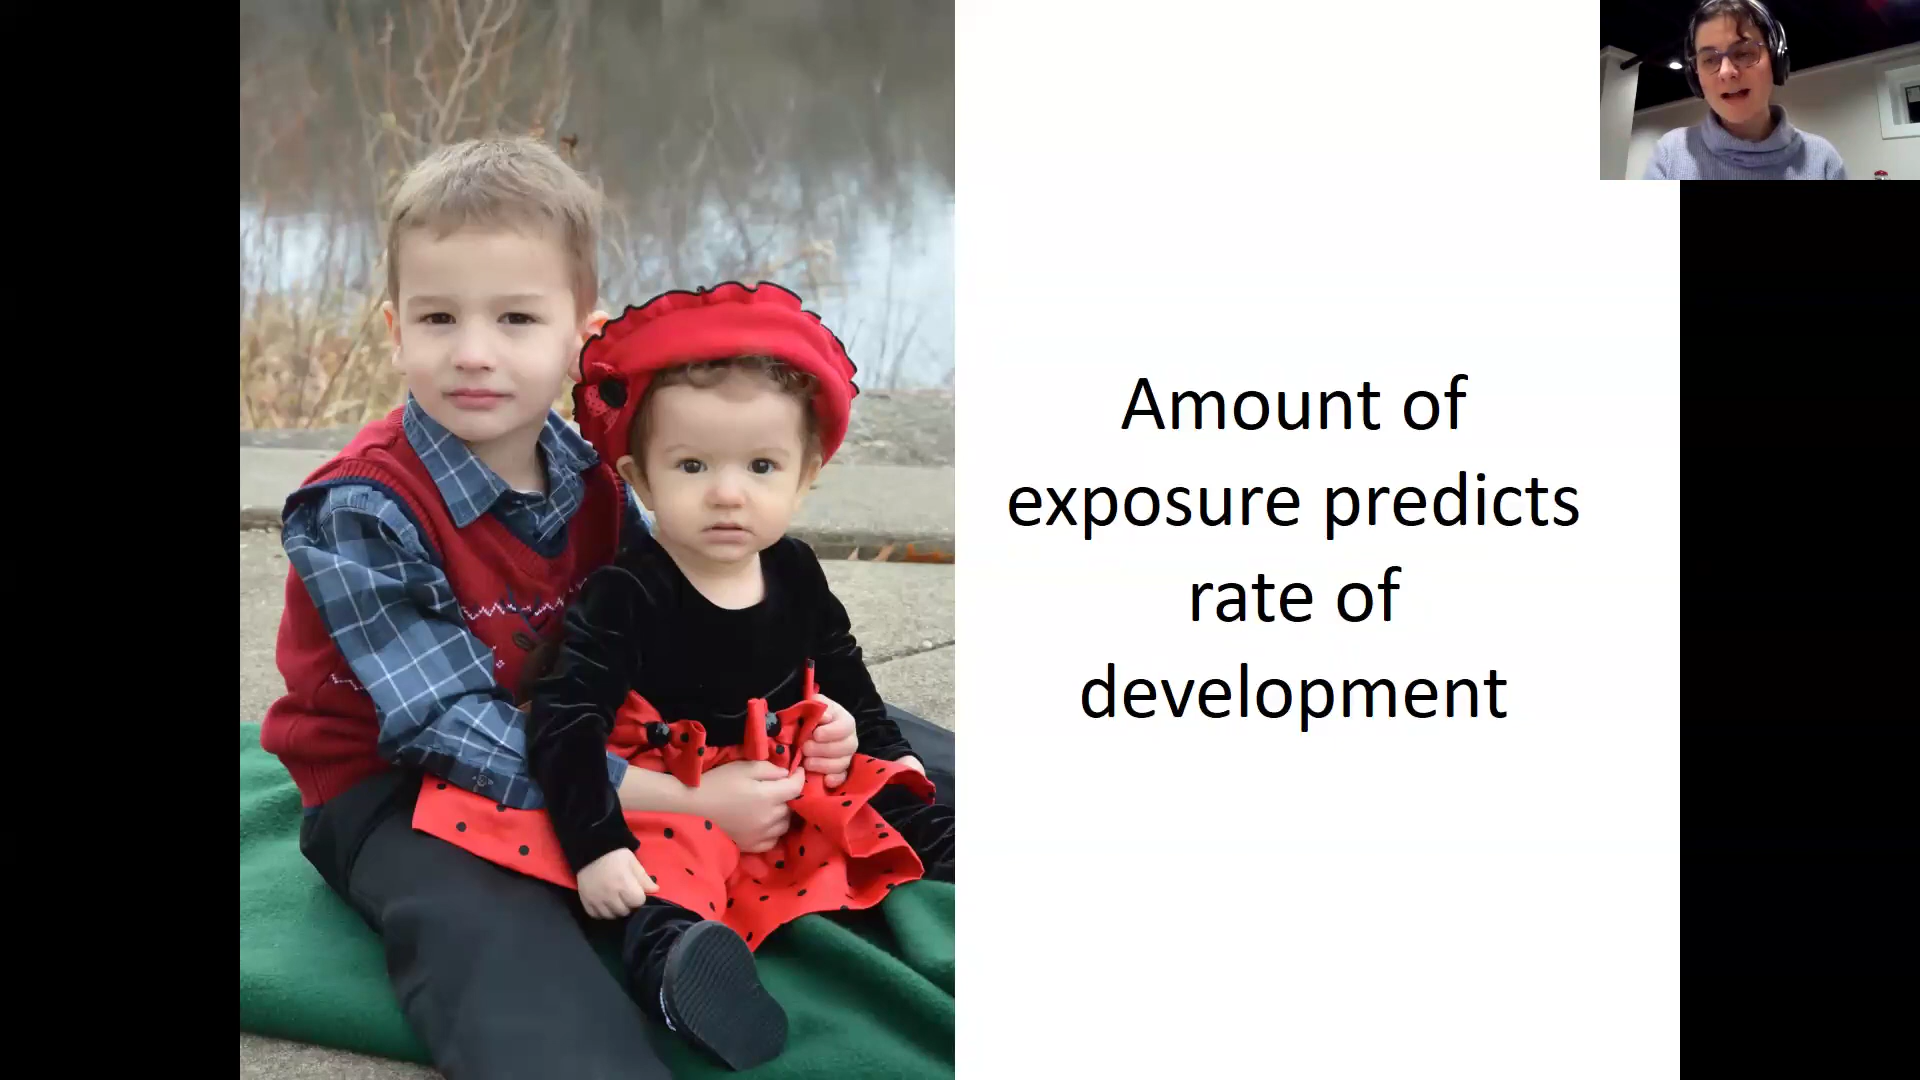 Amount of
exposure predicts
rate of
development